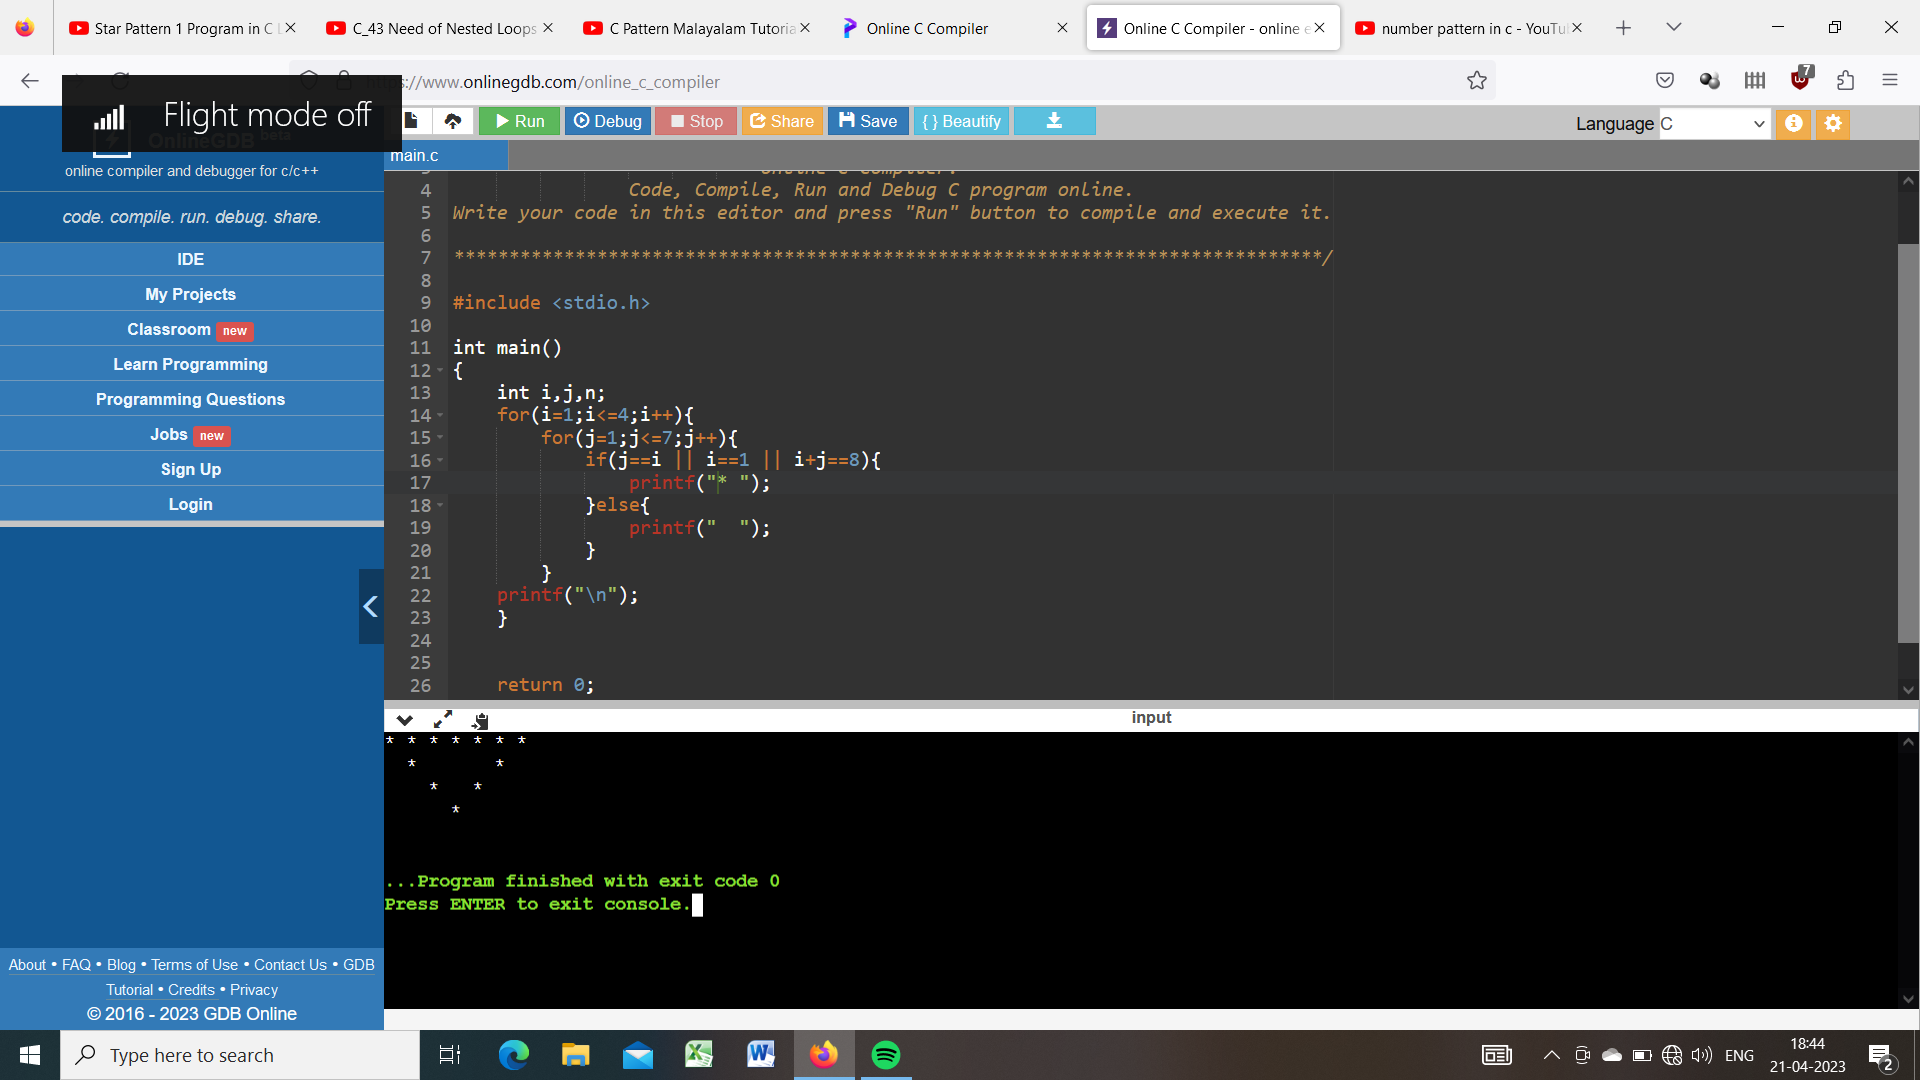 Star Pattern 1 Program in C
C_43 Need of Nested Loops
C Pattern Malayalam Tutoria
Online C Compiler
Online C Compiler - online e
number pattern in c - YouTu
://www.onlinegdb.com/online_c_compiler
7
Flight mode off
OnlineGDB beta
online compiler and debugger for c/c++
code. compile. run. debug. share.
IDE
My Projects
Classroom new
Learn Programming
Programming Questions
Jobs new
Sign Up
Login
About • FAQ • Blog • Terms of Use • Contact Us • GDB
Tutorial • Credits • Privacy
© 2016 - 2023 GDB Online
Run
Debug
Stop
Share
Save
{ } Beautify
Language C
main.c
4 Code, Compile, Run and Debug C program online.
5 Write your code in this editor and press "Run" button to compile and execute it.
6
7 *******************************************************************************/
8
9 #include <stdio.h>
10
11 int main()
12 {
13 int i,j,n;
14 for(i=1;i<=4;i++){
15 for(j=1;j<=7;j++){
16 if(j==i || i==1 || i+j==8){
17 printf("* ");
18 }else{
19 printf("  ");
20 }
21 }
22 printf("\n");
23 }
24
25
26 return 0;
input
* * * * * * *
  *       *
    *   *
      *
...Program finished with exit code 0
Press ENTER to exit console.
Type here to search
ENG
18:44
21-04-2023
2